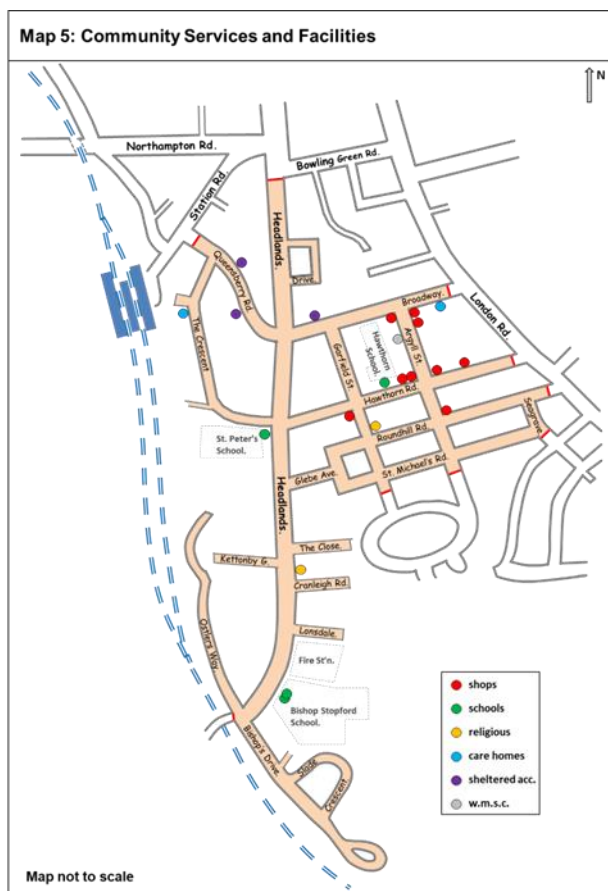 Map 5: Community Services and Facilities
N
Northampton Rd.
Bowling Green Rd.
Station Rd.
Headlands.
Queensberry Rd.
Drive.
Broadway.
London Rd.
The Crescent
Hawthorn
School.
Argyll St.
Garfield St.
Hawthorn Rd.
Seagrave.
St. Peter's
School.
Roundhill Rd.
St. Michael's Rd.
Glebe Ave.
Headlands.
The Close.
Kettonby G.
Cranleigh Rd.
Ostlers Way.
Lonsdale.
Fire St'n.
Bishop Stopford
School.
Bishop's Drive.
Slade
Crescent
shops
schools
religious
care homes
sheltered acc.
w.m.s.c.
Map not to scale